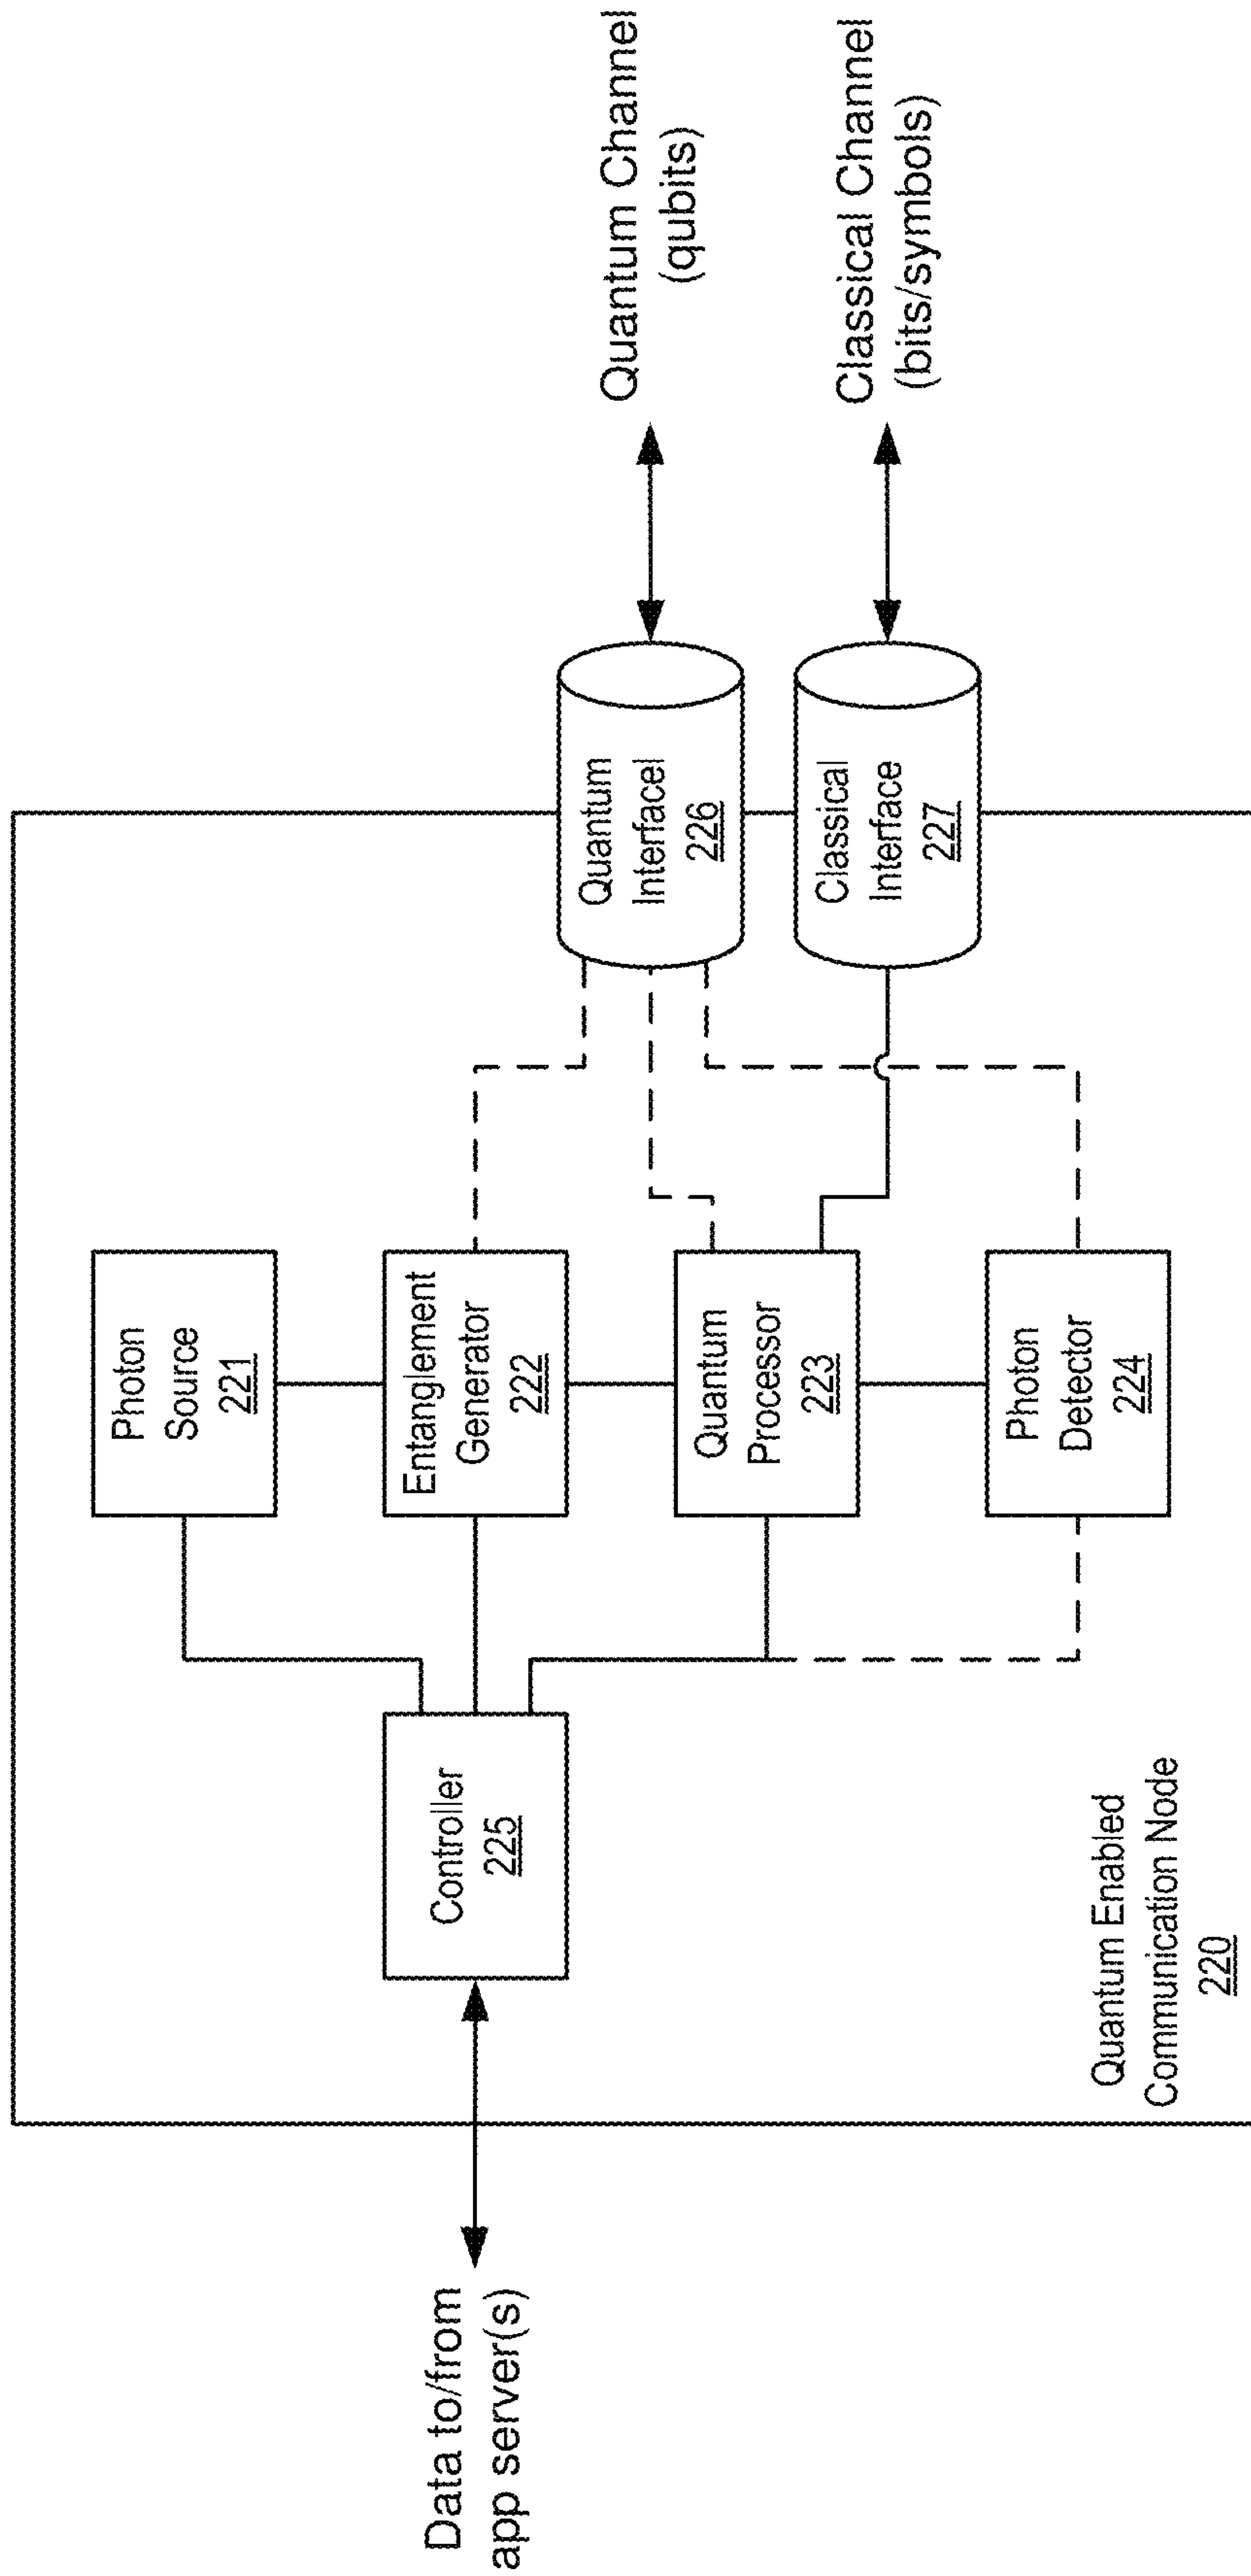 Data to/from
app server(s)
Controller
225
Photon
Source
221
Entanglement
Generator
222
Quantum
Processor
223
Photon
Detector
224
Quantum
Interfacel
226
Classical
Interface
227
Quantum Channel
(qubits)
Classical Channel
(bits/symbols)
Quantum Enabled
Communication Node
220